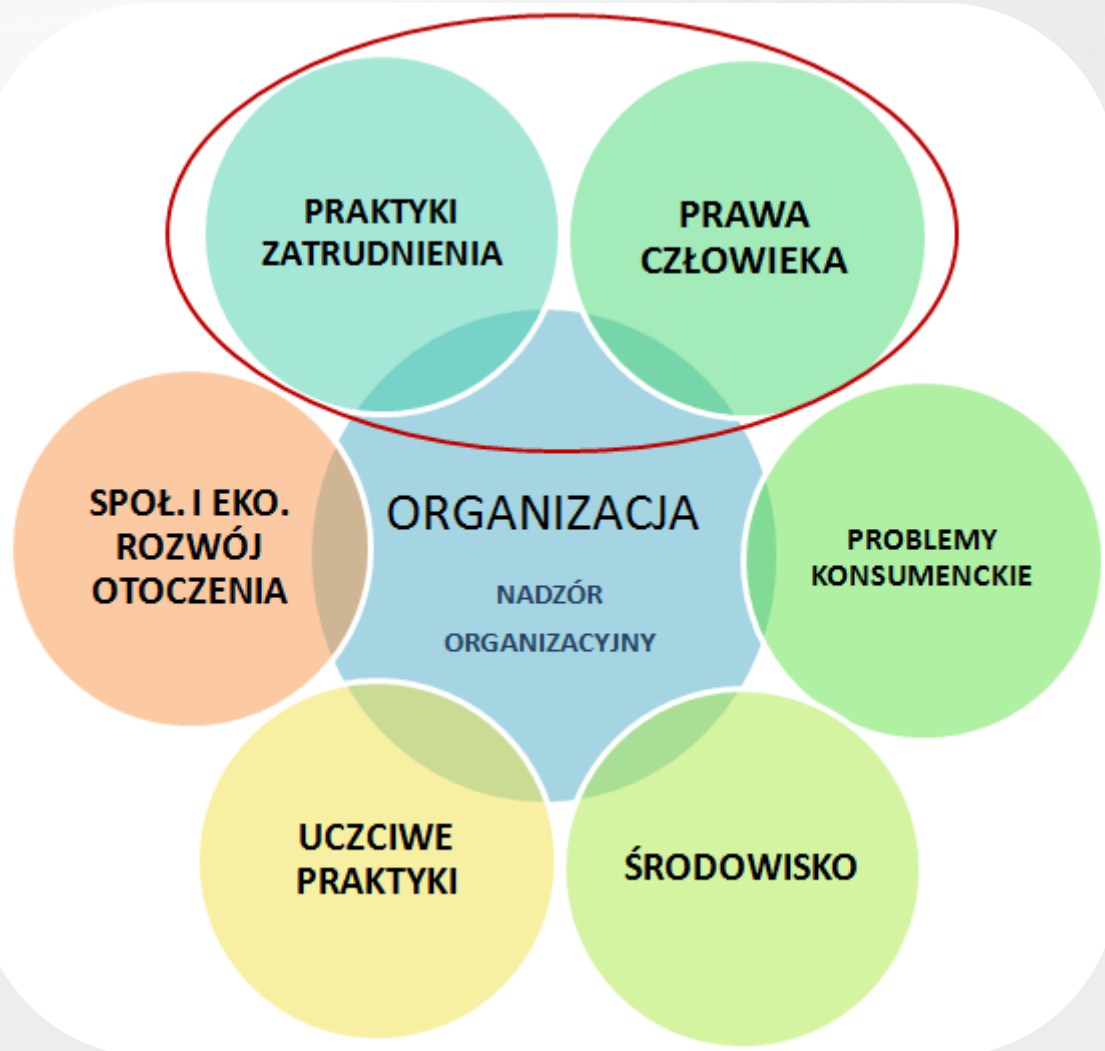 PRAKTYKI
ZATRUDNIENIA
PRAWA
CZŁOWIEKA
SPOŁ. I EKO.
ROZWÓJ
OTOCZENIA
ORGANIZACJA
NADZÓR
ORGANIZACYJNY
PROBLEMY
KONSUMENCKIE
UCZCIWE
PRAKTYKI
ŚRODOWISKO